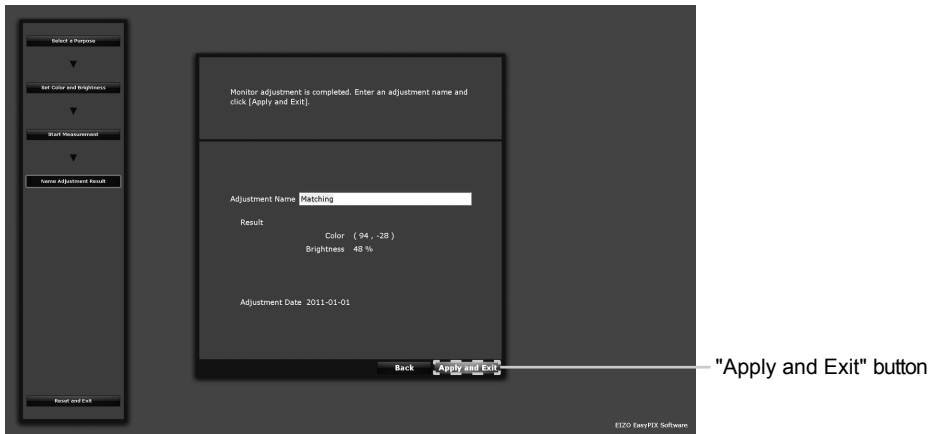 Select a Purpose
Set Color and Brightness
Start Measurement
Name Adjustment Result
Reset and Exit
Monitor adjustment is completed. Enter an adjustment name and
click [Apply and Exit].
Adjustment Name Matching
Result
Color ( 94 , -28 )
Brightness 48 %
Adjustment Date 2011-01-01
Back Apply and Exit
"Apply and Exit" button
EIZO EasyPIX Software